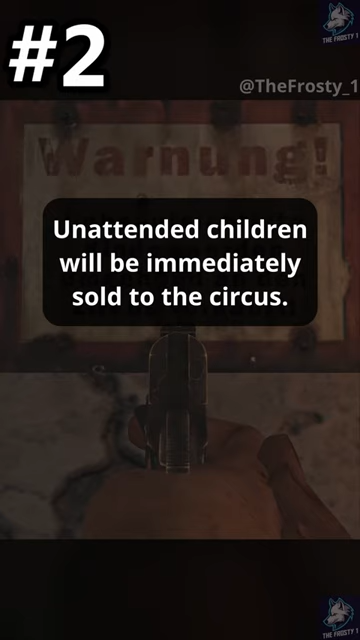 #2
THE FROSTY 1
@TheFrosty_1
Warnung!
Unattended children
will be immediately
sold to the circus.
THE FROSTY 1